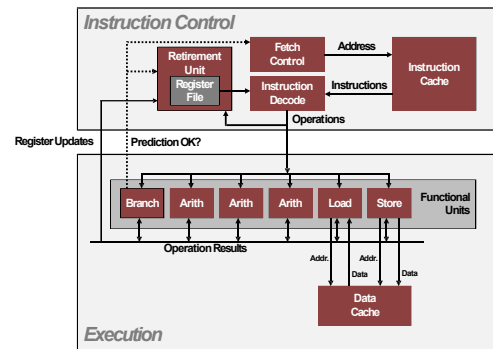 Instruction Control
Retirement
Unit
Register
File
Fetch
Control
Address
Instruction
Cache
Instruction
Decode
Instructions
Operations
Register Updates
Prediction OK?
Branch
Arith
Arith
Arith
Load
Store
Functional
Units
Operation Results
Addr.
Data
Addr.
Data
Data
Cache
Execution